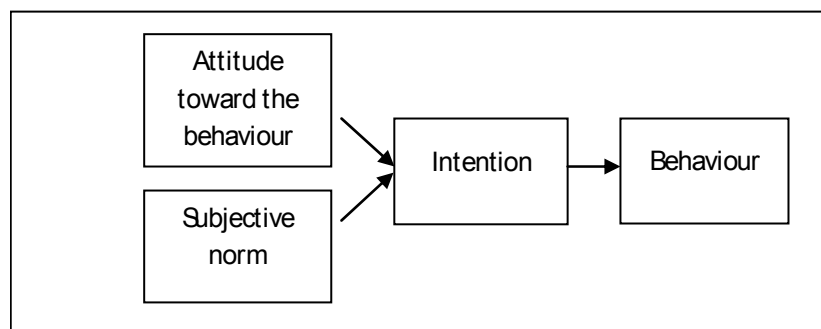 Attitude
toward the
behaviour
Subjective
norm
Intention
Behaviour